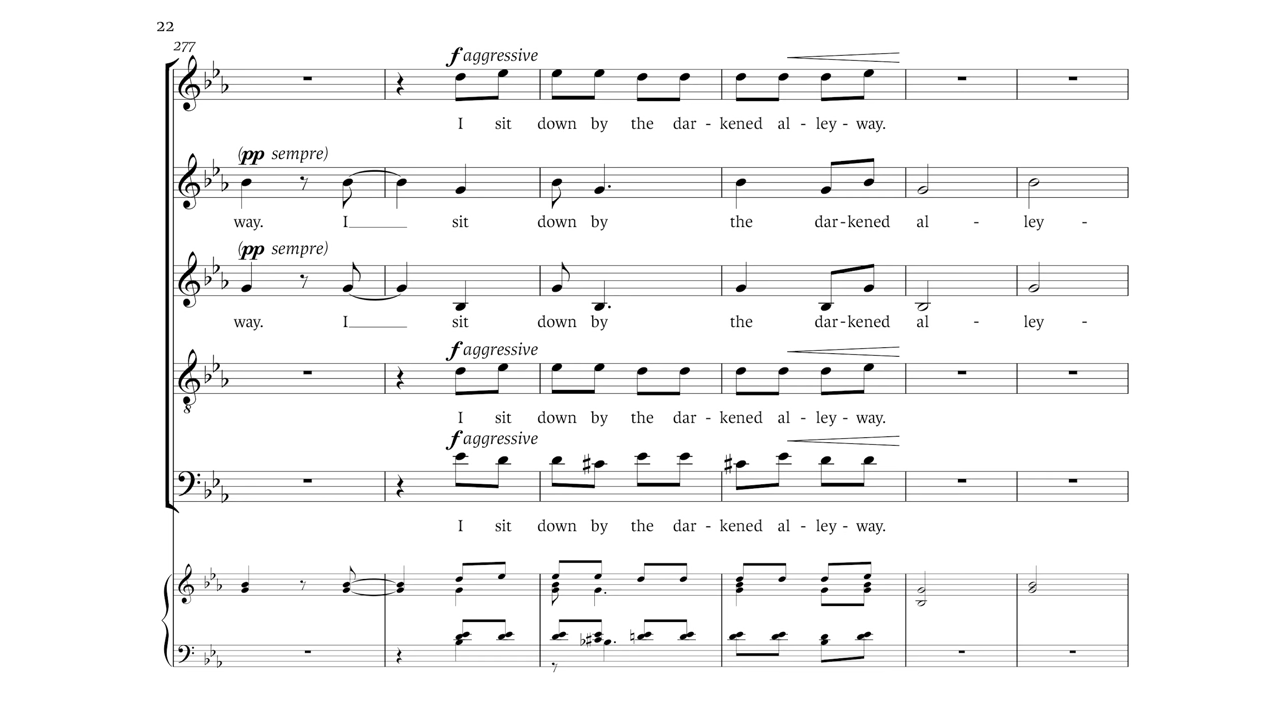 22
277
f aggressive
I sit down by the dar - kened al - ley - way.
(pp sempre)
way. I sit down by the dar - kened al - ley -
(pp sempre)
way. I sit down by the dar - kened al - ley -
f aggressive
I sit down by the dar - kened al - ley - way.
f aggressive
I sit down by the dar - kened al - ley - way.